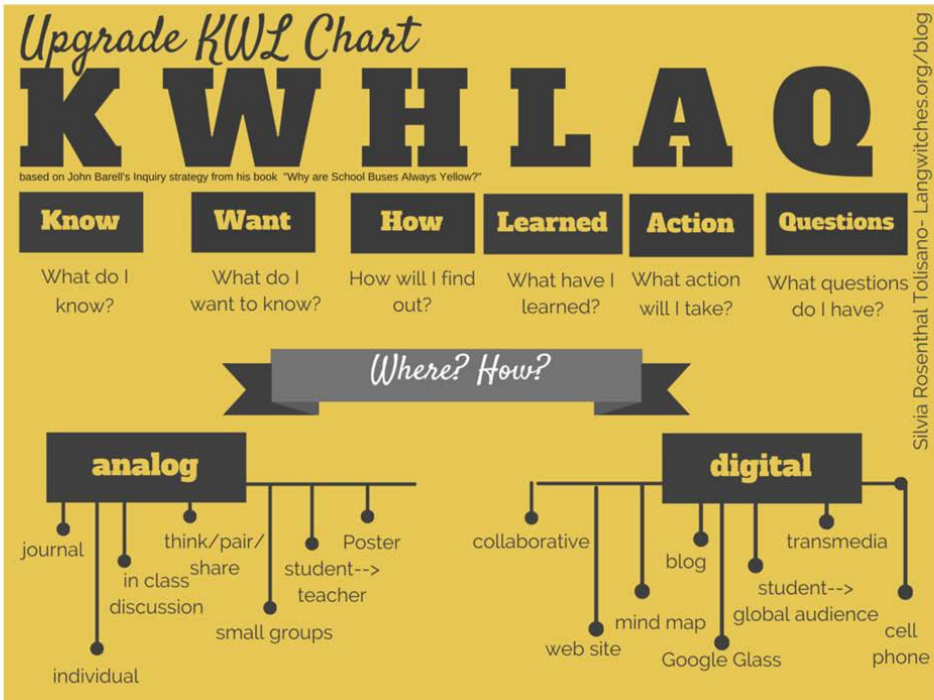 Upgrade KWL Chart
K W H L A Q
based on John Barell's Inquiry strategy from his book "Why are School Buses Always Yellow?"
Know
What do I
know?
Want
What do I
want to know?
How
How will I find
out?
Learned
What have I
learned?
Action
What action
will I take?
Questions
What questions
do I have?
Where? How?
analog
journal
individual
in class
discussion
think/pair/
share
small groups
student-->
teacher
Poster
digital
collaborative
web site
mind map
blog
Google Glass
student-->
global audience
transmedia
cell
phone
Silvia Rosenthal Tolisano- Langwitches.org/blog